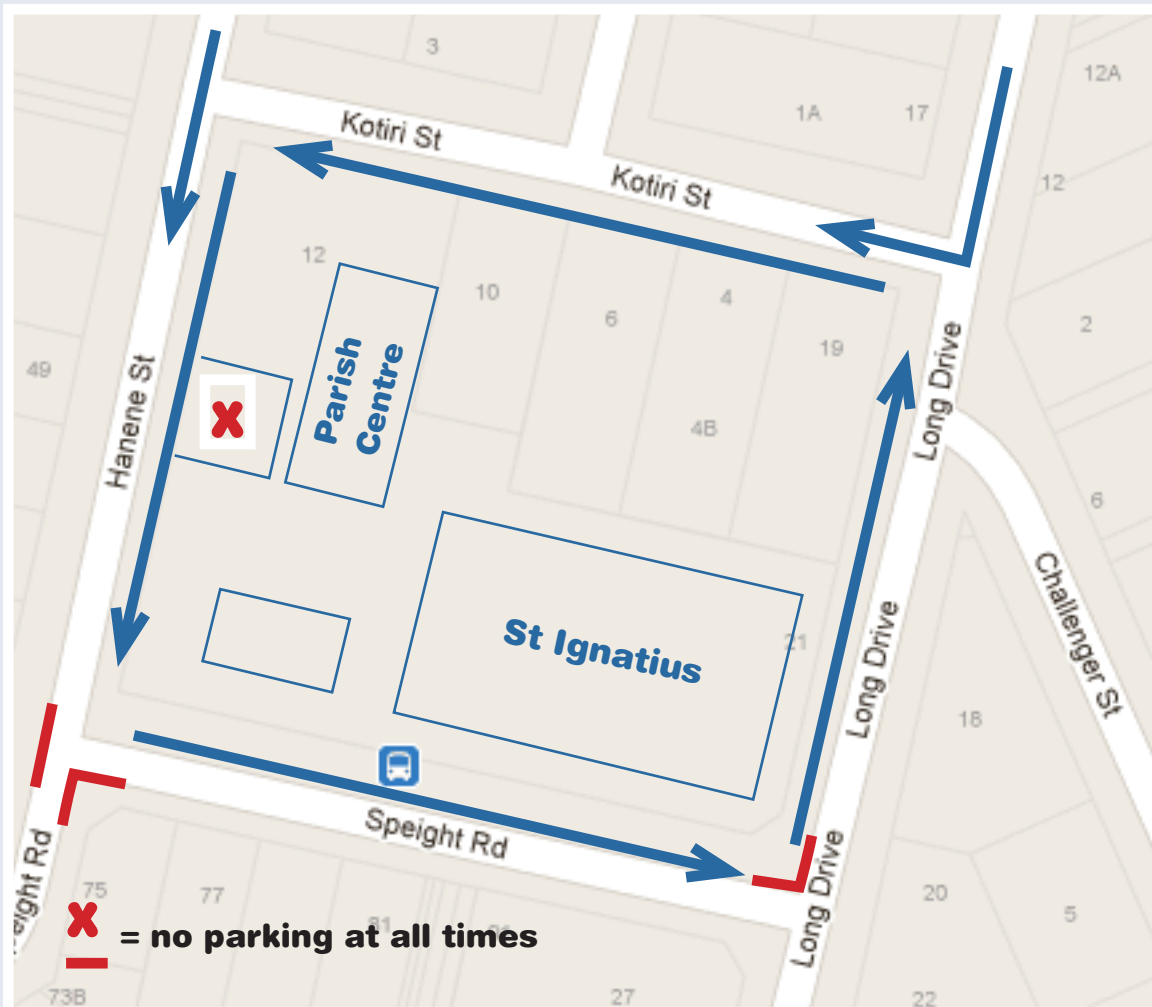 3
12A
1A
17
Kotiri St
Kotiri St
12
12
10
6
4
2
19
49
Hanene St
Parish
Centre
Long Drive
4B
6
Challenger St
St Ignatius
21
Long Drive
18
Speight Rd
Long Drive
eight Rd
75
77
81
20
5
= no parking at all times
73B
27
22